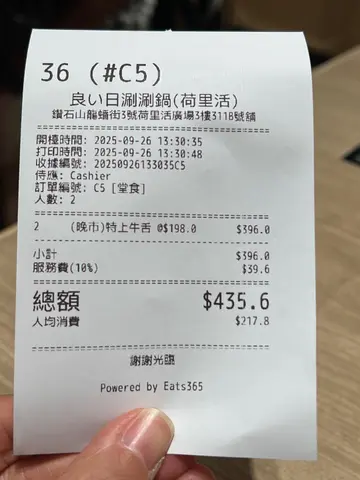 36 (#C5)
良い日涮涮鍋(荷里活)
鑽石山龍蟠街3號荷里活廣場3樓311B號舖
開檯時間: 2025-09-26 13:30:35
打印時間: 2025-09-26 13:30:48
收據編號: 20250926133035C5
侍應: Cashier
訂單編號: C5 [堂食]
人數: 2
2 (晚市)特上牛舌 @$198.0 $396.0
小計 $396.0
服務費(10%) $39.6
總額 $435.6
人均消費 $217.8
謝謝光臨
Powered by Eats365